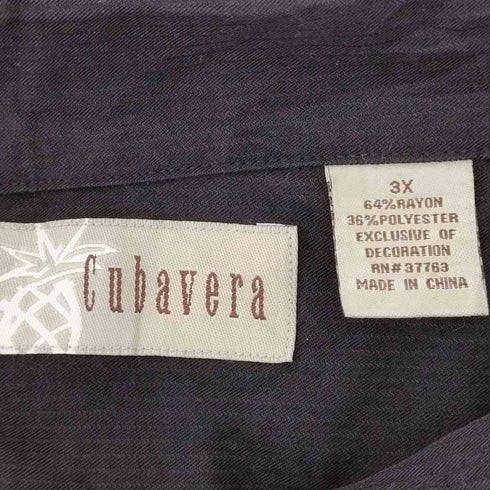 Cubavera
3X
64%RAYON
36%POLYESTER
EXCLUSIVE OF
DECORATION
RN#37763
MADE IN CHINA